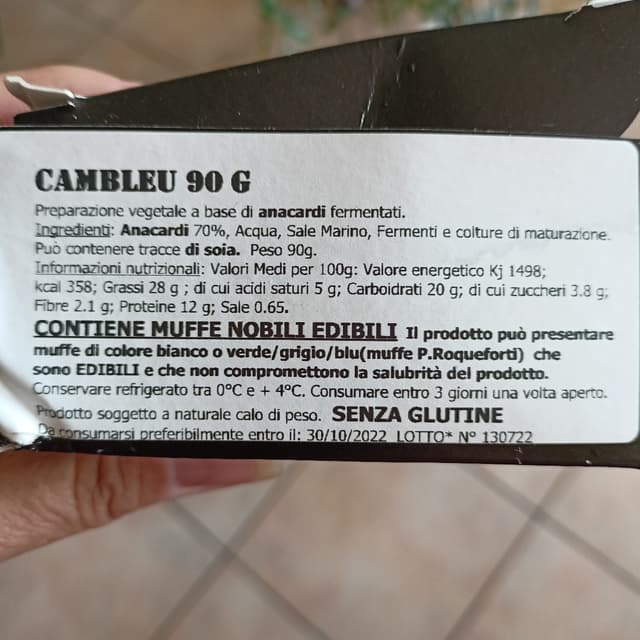 CAMBLEU 90 G
Preparazione vegetale a base di anacardi fermentati.
Ingredienti: Anacardi 70%, Acqua, Sale Marino, Fermenti e colture di maturazione.
Può contenere tracce di soia. Peso 90g.
Informazioni nutrizionali: Valori Medi per 100g: Valore energetico Kj 1498;
kcal 358; Grassi 28 g ; di cui acidi saturi 5 g; Carboidrati 20 g; di cui zuccheri 3.8 g;
Fibre 2.1 g; Proteine 12 g; Sale 0.65.
CONTIENE MUFFE NOBILI EDIBILI Il prodotto può presentare
muffe di colore bianco o verde/grigio/blu(muffe P.Roqueforti) che
sono EDIBILI e che non compromettono la salubrità del prodotto.
Conservare refrigerato tra 0°C e + 4°C. Consumare entro 3 giorni una volta aperto.
Prodotto soggetto a naturale calo di peso. SENZA GLUTINE
Da consumarsi preferibilmente entro il: 30/10/2022 LOTTO* N° 130722